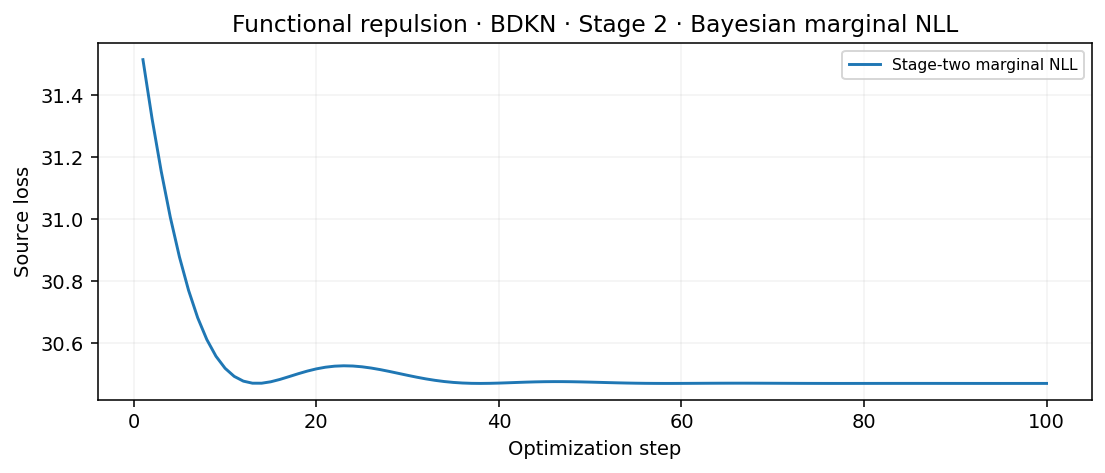 Functional repulsion · BDKN · Stage 2 · Bayesian marginal NLL
Stage-two marginal NLL
Source loss
31.4
31.2
31.0
30.8
30.6
0 20 40 60 80 100
Optimization step